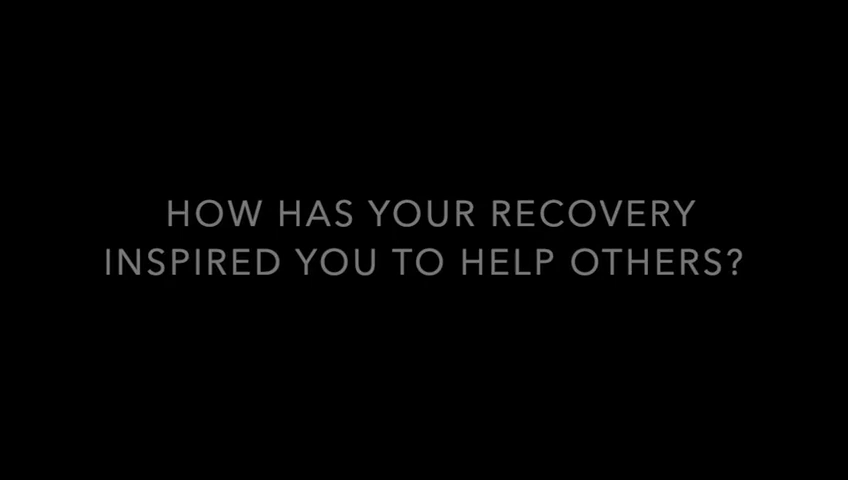 HOW HAS YOUR RECOVERY
INSPIRED YOU TO HELP OTHERS?